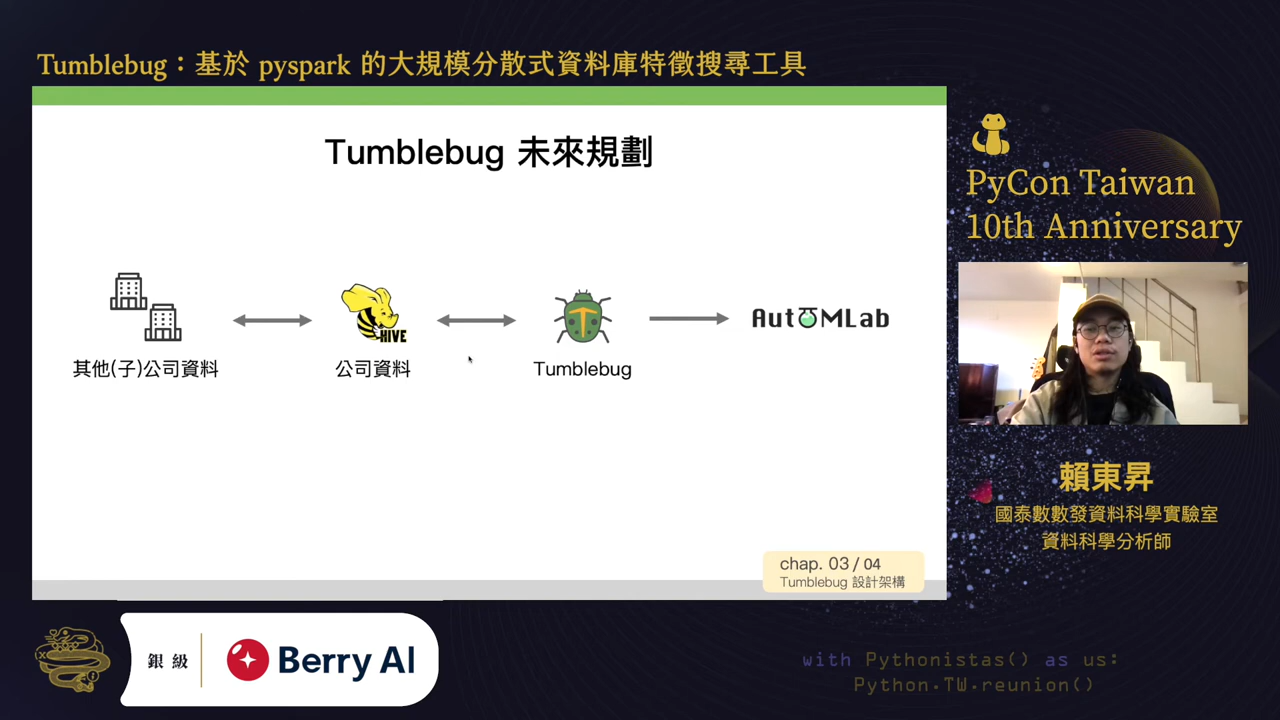 Tumblebug：基於 pyspark 的大規模分散式資料庫特徵搜尋工具
Tumblebug 未來規劃
HIVE
AutoMLab
其他(子)公司資料
公司資料
Tumblebug
chap. 03 / 04
Tumblebug 設計架構
PyCon Taiwan
10th Anniversary
賴東昇
國泰數數發資料科學實驗室
資料科學分析師
銀級
Berry AI
with Pythonistas() as us:
Python.TW.reunion()